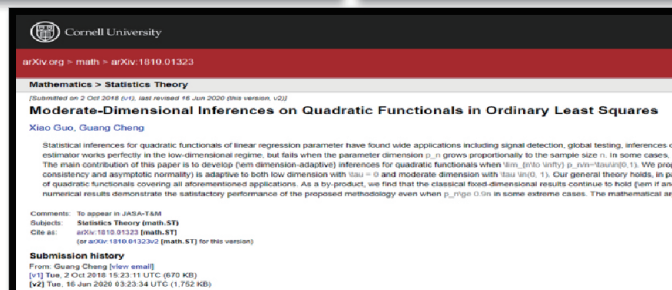 Cornell University
arXiv.org > math > arXiv:1810.01323
Mathematics > Statistics Theory
[Submitted on 2 Oct 2018 (v1), last revised 16 Jun 2020 (this version, v2)]
Moderate-Dimensional Inferences on Quadratic Functionals in Ordinary Least Squares
Xiao Guo, Guang Cheng
Statistical inferences for quadratic functionals of linear regression parameter have found wide applications including signal detection, global testing, inferences
estimator works perfectly in the low-dimensional regime, but fails when the parameter dimension p_n grows proportionally to the sample size n. In some cases,
The main contribution of this paper is to develop {\em dimension-adaptive} inferences for quadratic functionals when \lim_{n\to \infty} p_n/n=\tau\in[0,1). We prop
consistency and asymptotic normality) is adaptive to both low dimension with \tau = 0 and moderate dimension with \tau \in(0, 1). Our general theory holds, in pa
of quadratic functionals covering all aforementioned applications. As a by-product, we find that the classical fixed-dimensional results continue to hold {\em if and
numerical results demonstrate the satisfactory performance of the proposed methodology even when p_n\ge 0.9n in some extreme cases. The mathematical ar
Comments: To appear in JASA-T&M
Subjects: Statistics Theory (math.ST)
Cite as: arXiv:1810.01323 [math.ST]
(or arXiv:1810.01323v2 [math.ST] for this version)
Submission history
From: Guang Cheng [view email]
[v1] Tue, 2 Oct 2018 15:23:11 UTC (670 KB)
[v2] Tue, 16 Jun 2020 03:23:34 UTC (1,752 KB)